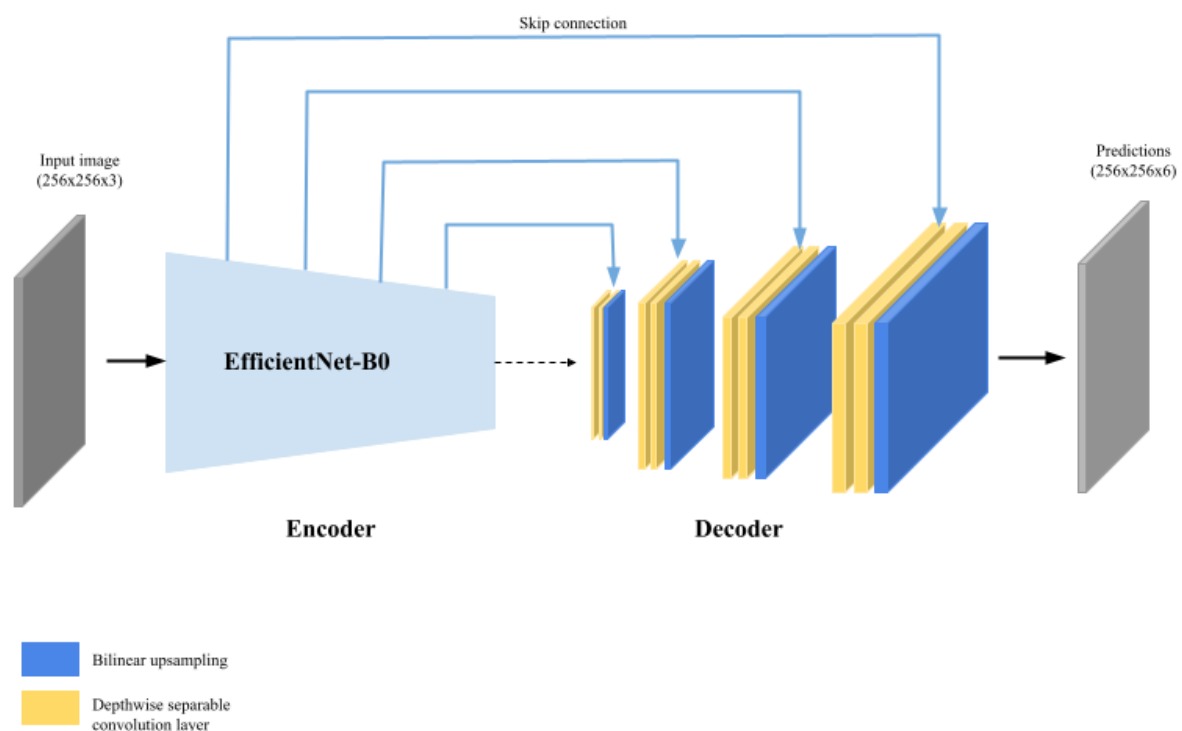 Skip connection
Input image
(256x256x3)
Predictions
(256x256x6)
EfficientNet-B0
Encoder
Decoder
Bilinear upsampling
Depthwise separable
convolution layer